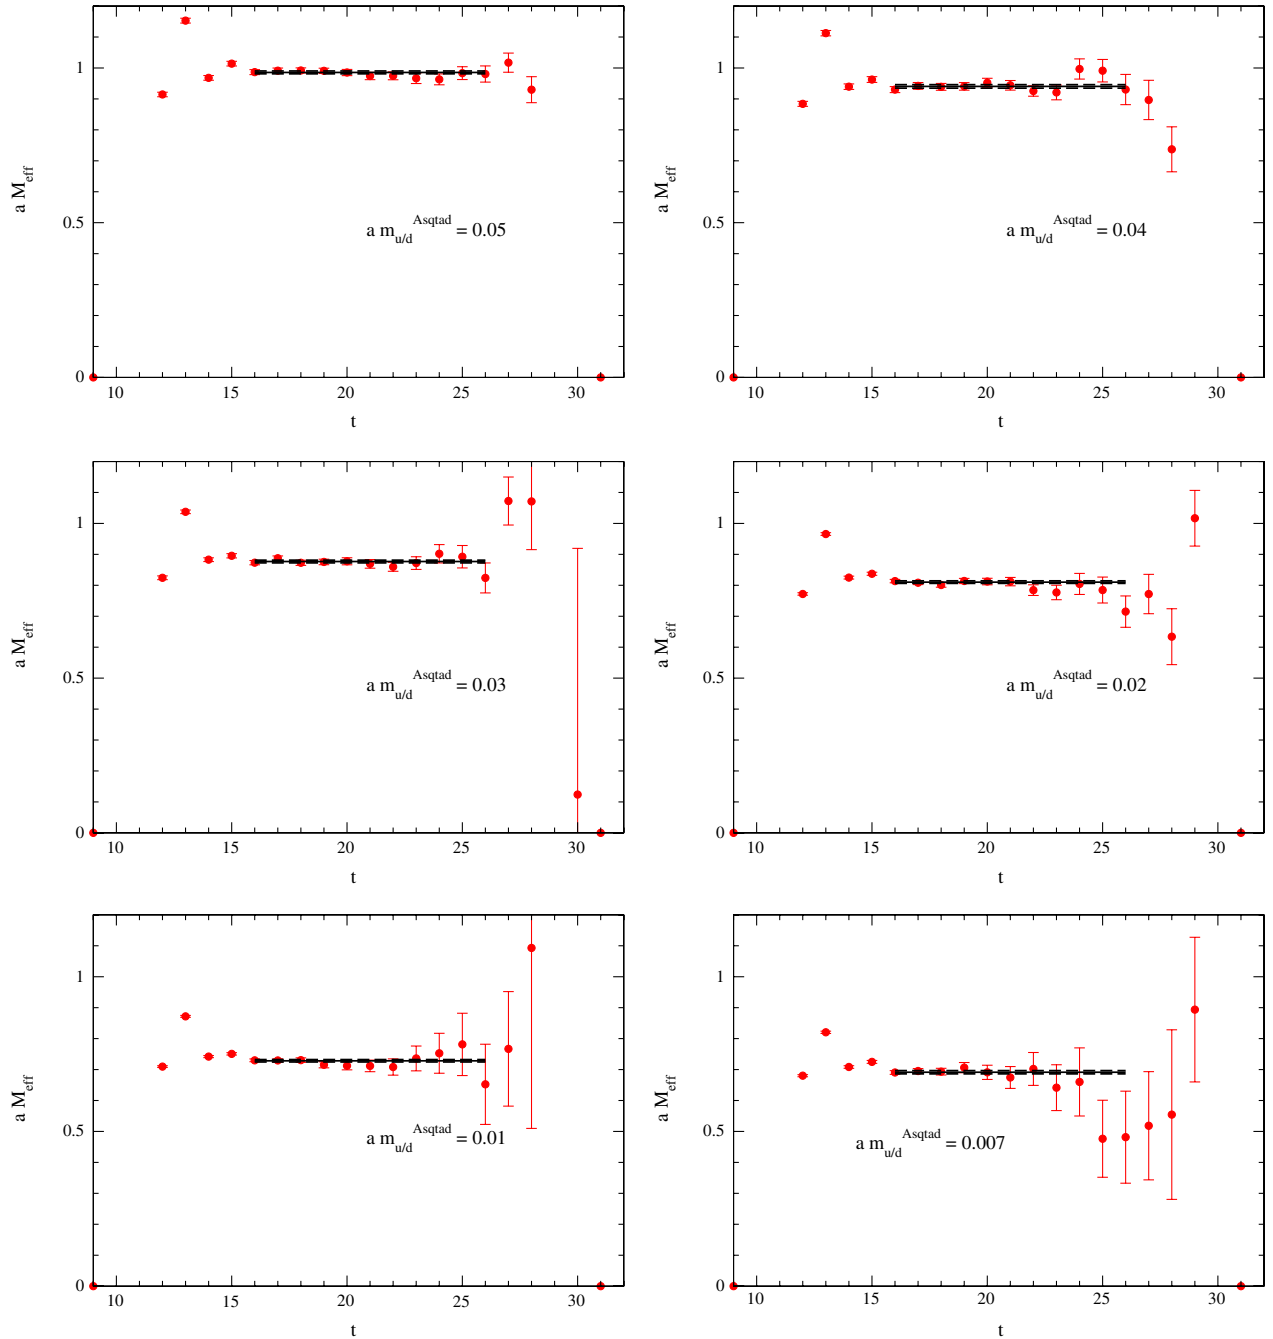 1
0.5
0
a M_eff
a m_u/d^Asqtad = 0.05
10 15 20 25 30
t
1
0.5
0
a M_eff
a m_u/d^Asqtad = 0.04
10 15 20 25 30
t
1
0.5
0
a M_eff
a m_u/d^Asqtad = 0.03
10 15 20 25 30
t
1
0.5
0
a M_eff
a m_u/d^Asqtad = 0.02
10 15 20 25 30
t
1
0.5
0
a M_eff
a m_u/d^Asqtad = 0.01
10 15 20 25 30
t
1
0.5
0
a M_eff
a m_u/d^Asqtad = 0.007
10 15 20 25 30
t